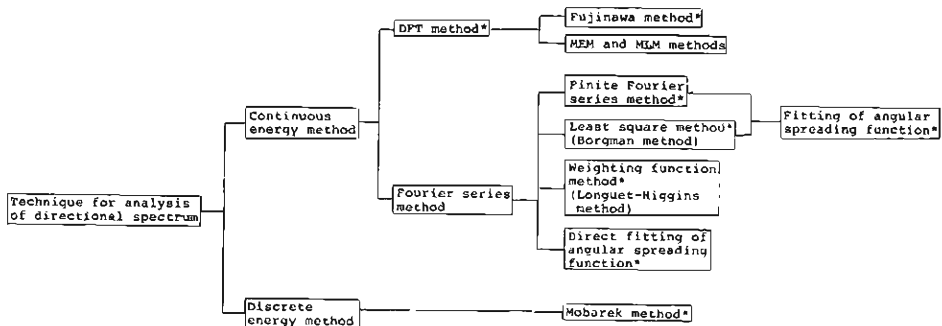 DFT method*
Fujinawa method*
MEM and MLM methods
Continuous
energy method
Finite Fourier
series method*
Least square method*
(Borgman method)
Fitting of angular
spreading function*
Weighting function
method*
(Longuet-Higgins
method)
Fourier series
method
Technique for analysis
of directional spectrum
Direct fitting of
angular spreading
function*
Discrete
energy method
Mobarek method*